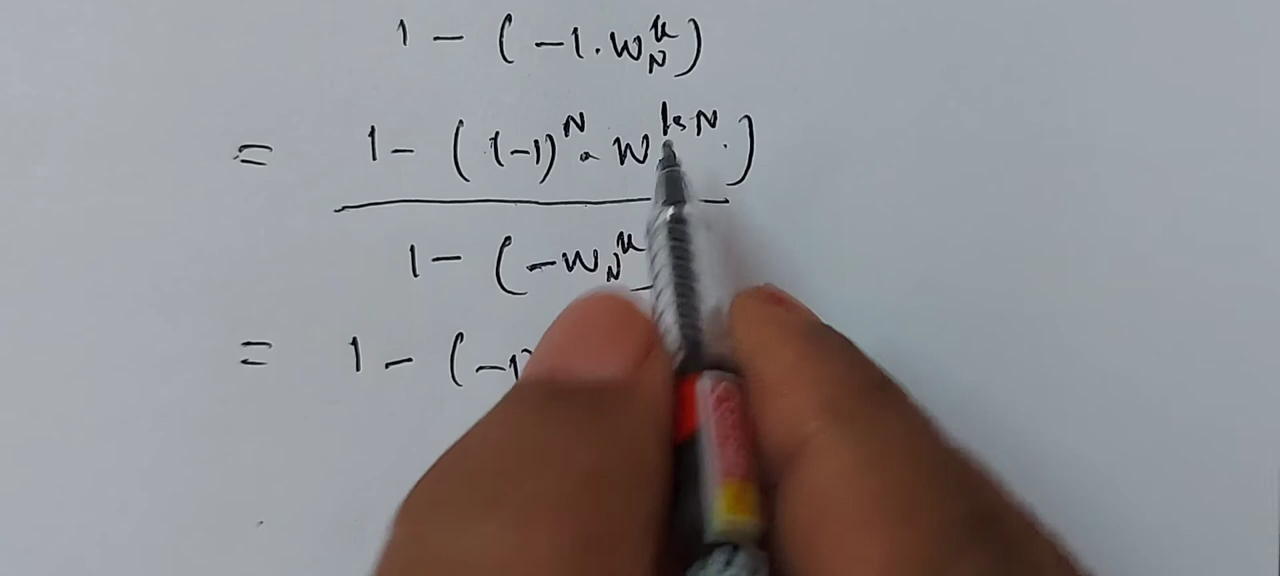 1 - (-1.W_N^k)
= 1 - ((-1)^N . W^{kN} .)
1 - (-W_N^k
= 1 - (-1)